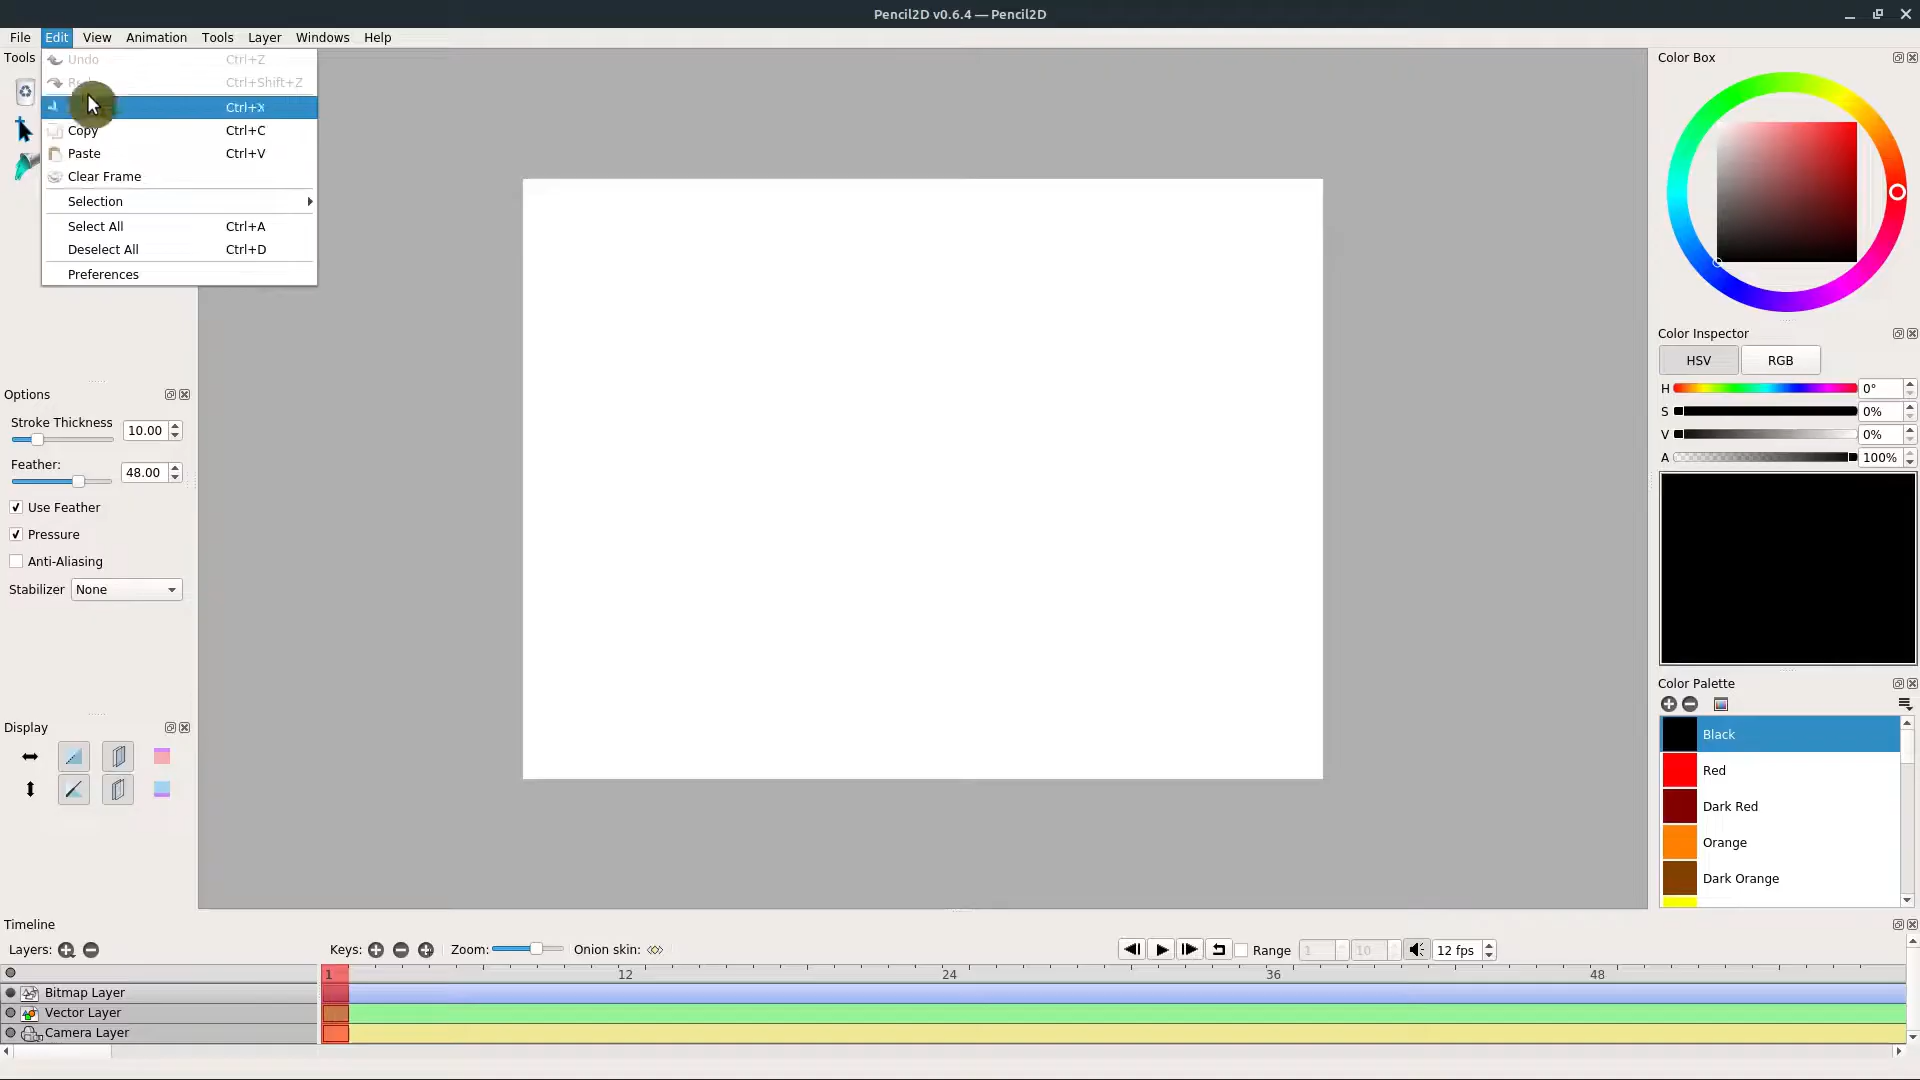 Pencil2D v0.6.4 — Pencil2D
File Edit View Animation Tools Layer Windows Help
Tools
Undo Ctrl+Z
Ctrl+Shift+Z
Ctrl+X
Copy Ctrl+C
Paste Ctrl+V
Clear Frame
Selection
Select All Ctrl+A
Deselect All Ctrl+D
Preferences
Options
Stroke Thickness
10.00
Feather:
48.00
Use Feather
Pressure
Anti-Aliasing
Stabilizer None
Display
Color Box
Color Inspector
HSV RGB
H 0°
S 0%
V 0%
A 100%
Color Palette
Black
Red
Dark Red
Orange
Dark Orange
Timeline
Layers: Keys: Zoom: Onion skin: Range 1 10 12 fps
1 12 24 36 48
Bitmap Layer
Vector Layer
Camera Layer